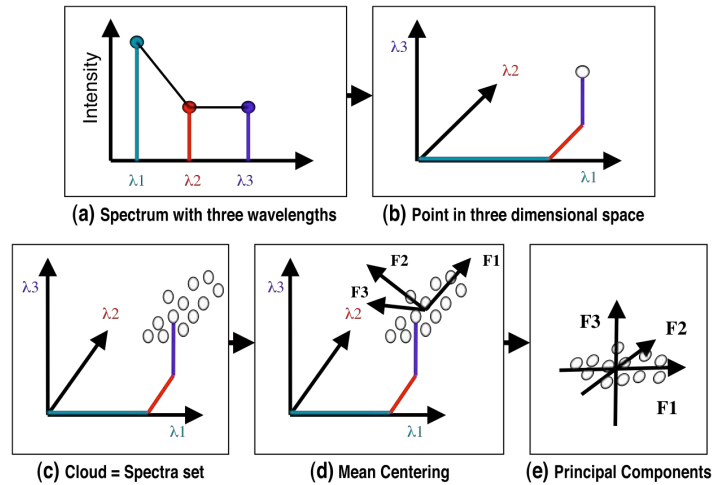 Intensity
λ1
λ2
λ3
(a) Spectrum with three wavelengths
λ3
λ2
λ1
(b) Point in three dimensional space
λ3
λ2
λ1
(c) Cloud = Spectra set
λ3
λ2
λ1
F1
F2
F3
(d) Mean Centering
F3
F2
F1
(e) Principal Components